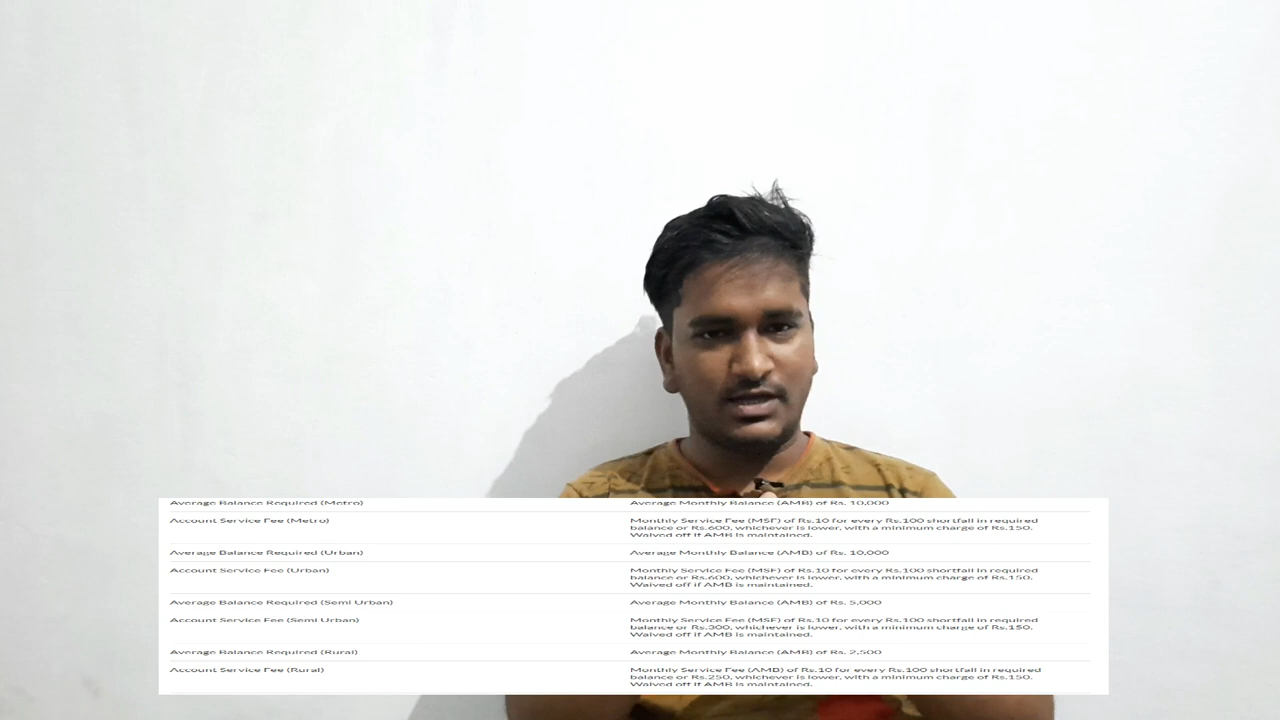 Average Balance Required (Metro) Average Monthly Balance (AMB) of Rs. 10,000
Account Service Fee (Metro) Monthly Service Fee (MSF) of Rs.10 for every Rs.100 shortfall in required
balance or Rs.600, whichever is lower, with a minimum charge of Rs.150.
Waived off if AMB is maintained.
Average Balance Required (Urban) Average Monthly Balance (AMB) of Rs. 10,000
Account Service Fee (Urban) Monthly Service Fee (MSF) of Rs.10 for every Rs.100 shortfall in required
balance or Rs.600, whichever is lower, with a minimum charge of Rs.150.
Waived off if AMB is maintained.
Average Balance Required (Semi Urban) Average Monthly Balance (AMB) of Rs. 5,000
Account Service Fee (Semi Urban) Monthly Service Fee (MSF) of Rs.10 for every Rs.100 shortfall in required
balance or Rs.300, whichever is lower, with a minimum charge of Rs.150.
Waived off if AMB is maintained.
Average Balance Required (Rural) Average Monthly Balance (AMB) of Rs. 2,500
Account Service Fee (Rural) Monthly Service Fee (AMB) of Rs.10 for every Rs.100 shortfall in required
balance or Rs.250, whichever is lower, with a minimum charge of Rs.150.
Waived off if AMB is maintained.